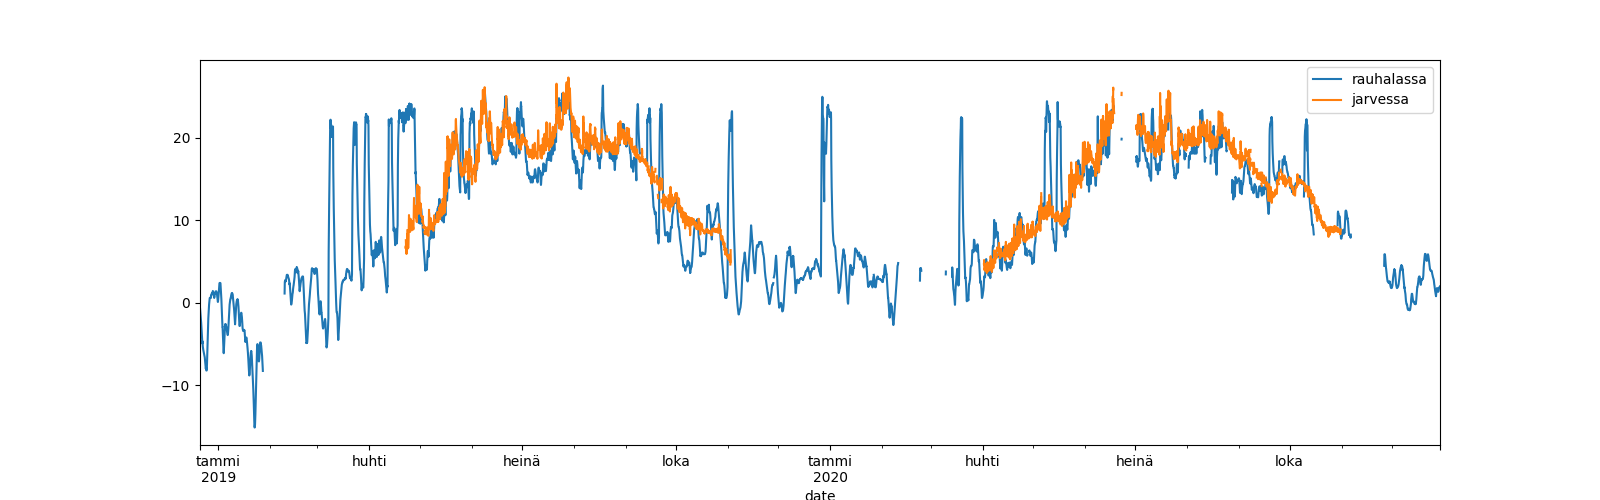 rauhalassa
jarvessa
20
10
0
−10
tammi huhti heinä loka tammi huhti heinä loka
2019 2020
date